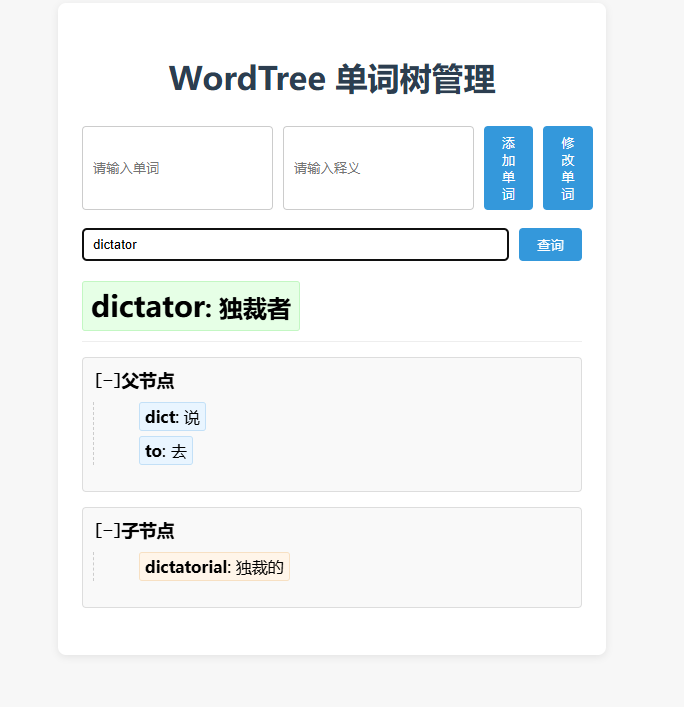 WordTree 单词树管理
请输入单词 请输入释义 添加单词 修改单词
dictator 查询
dictator: 独裁者
[−]父节点
dict: 说
to: 去
[−]子节点
dictatorial: 独裁的